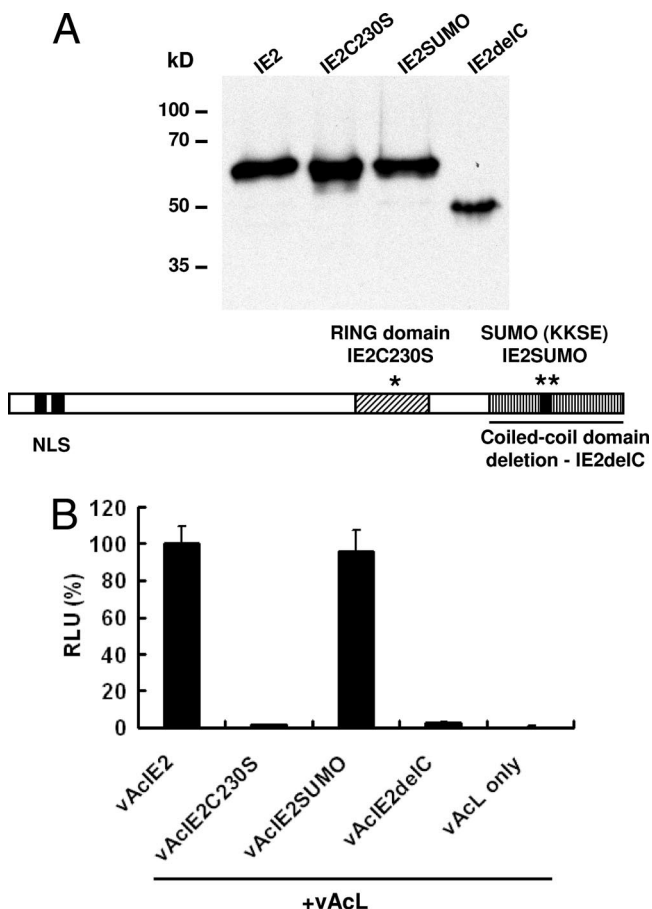 A
kD
IE2
IE2C230S
IE2SUMO
IE2delC
100
70
50
35
RING domain
IE2C230S
*
SUMO (KKSE)
IE2SUMO
**
NLS
Coiled-coil domain
deletion - IE2delC
B
RLU (%)
120
100
80
60
40
20
0
vAcIE2
vAcIE2C230S
vAcIE2SUMO
vAcIE2delC
vAcL only
+vAcL